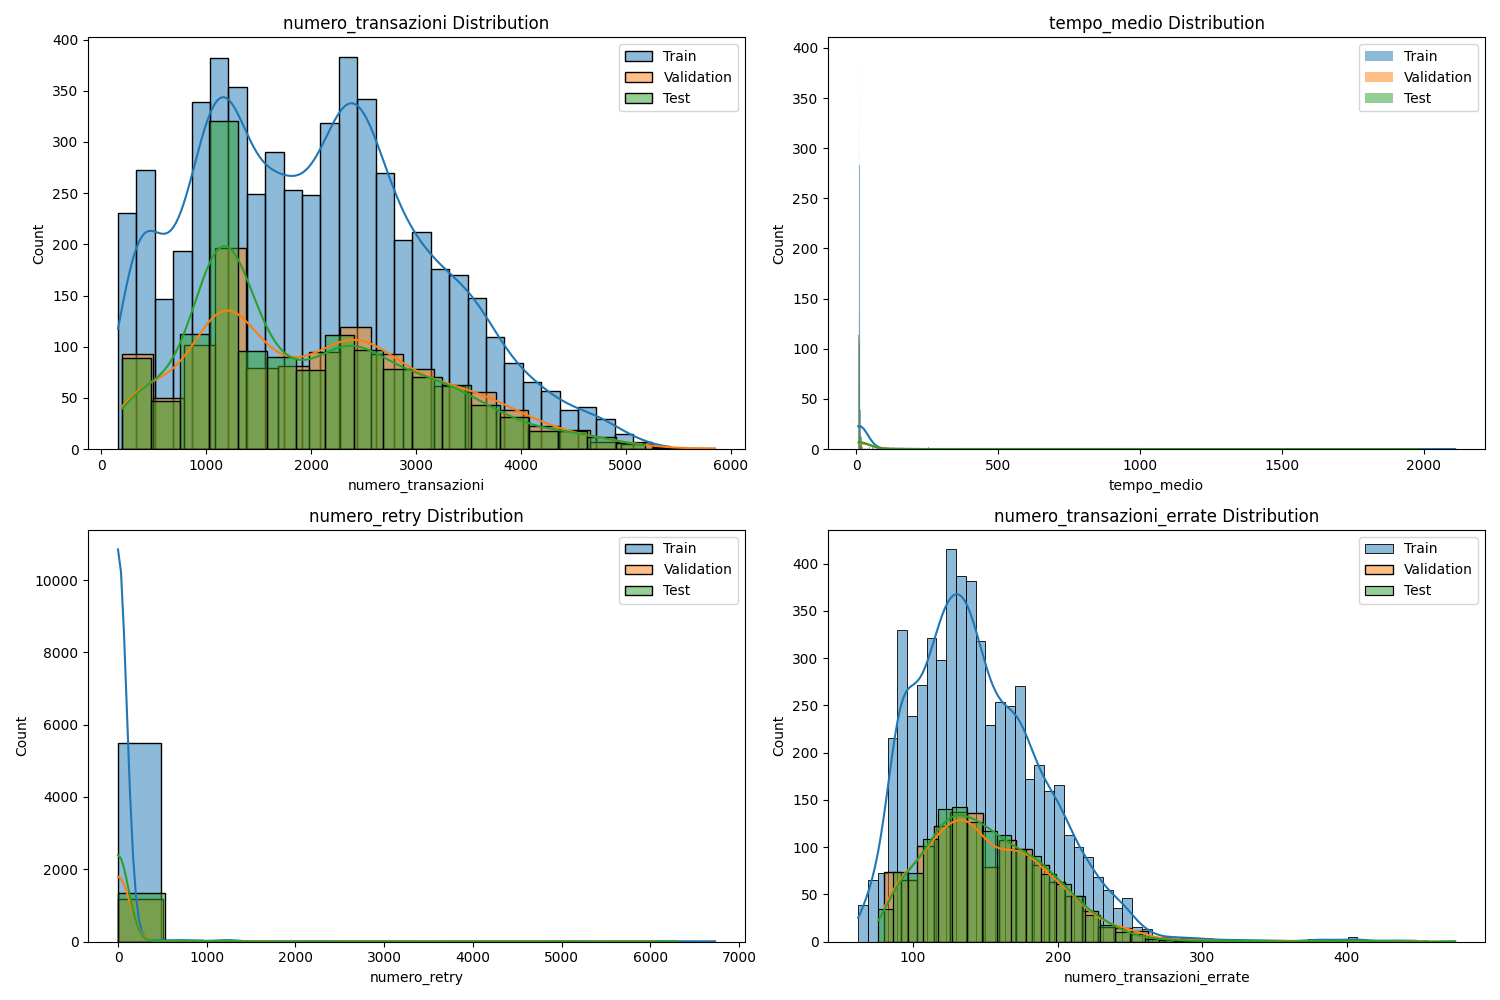 numero_transazioni Distribution
400
350
300
250
200
150
100
50
0
Count
0 1000 2000 3000 4000 5000 6000
numero_transazioni
Train
Validation
Test
tempo_medio Distribution
400
350
300
250
200
150
100
50
0
Count
0 500 1000 1500 2000
tempo_medio
Train
Validation
Test
numero_retry Distribution
10000
8000
6000
4000
2000
0
Count
0 1000 2000 3000 4000 5000 6000 7000
numero_retry
Train
Validation
Test
numero_transazioni_errate Distribution
400
350
300
250
200
150
100
50
0
Count
100 200 300 400
numero_transazioni_errate
Train
Validation
Test